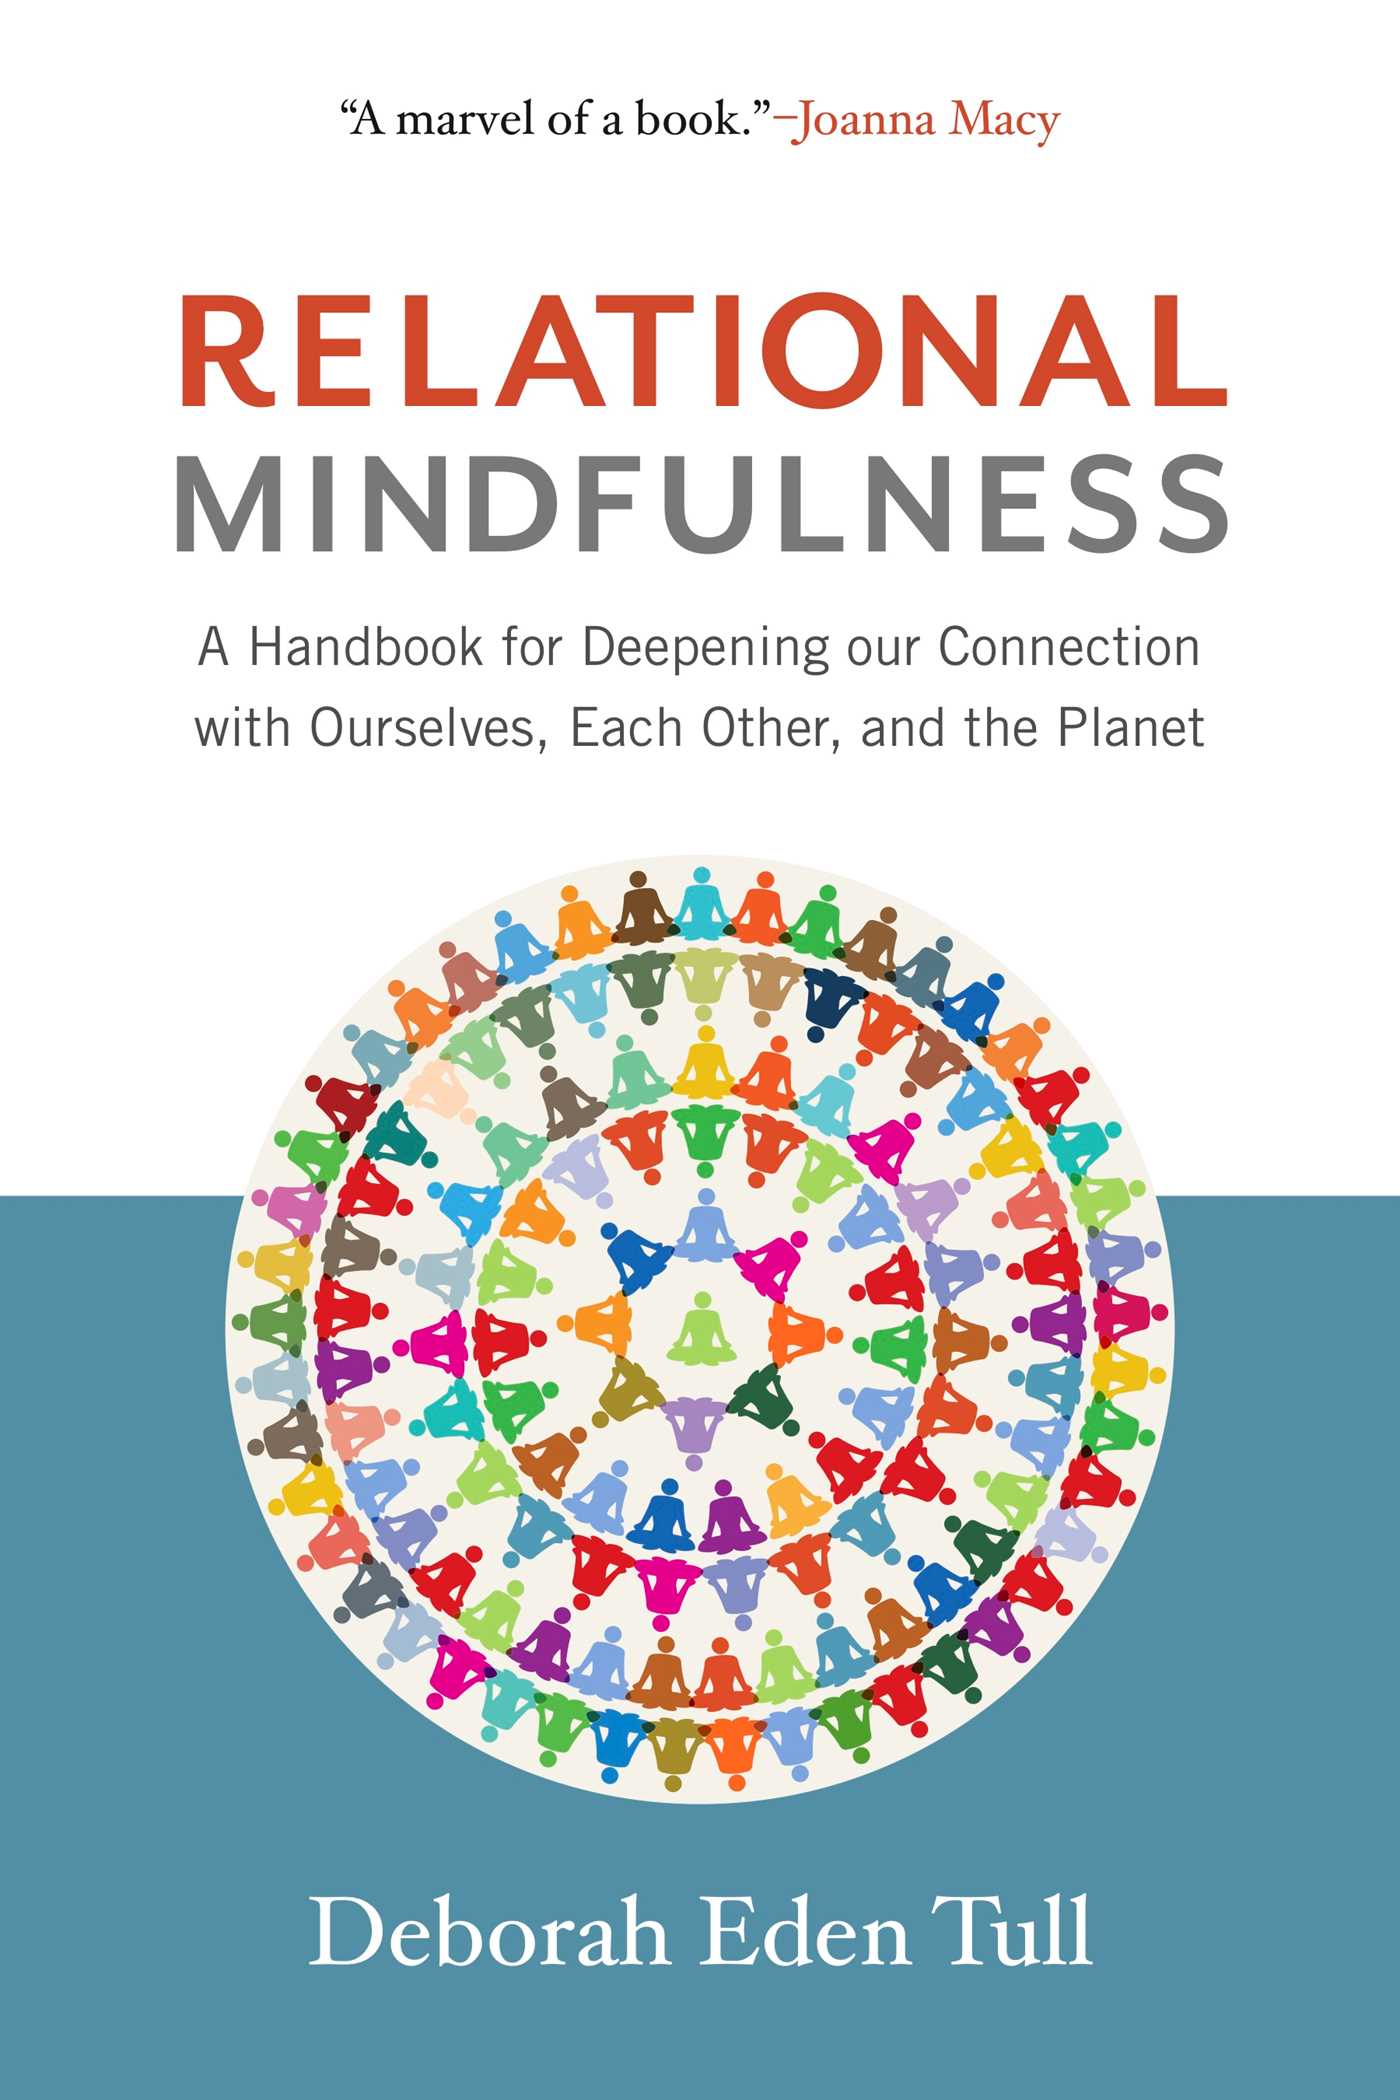 “A marvel of a book.”–Joanna Macy
RELATIONAL
MINDFULNESS
A Handbook for Deepening our Connection
with Ourselves, Each Other, and the Planet
Deborah Eden Tull